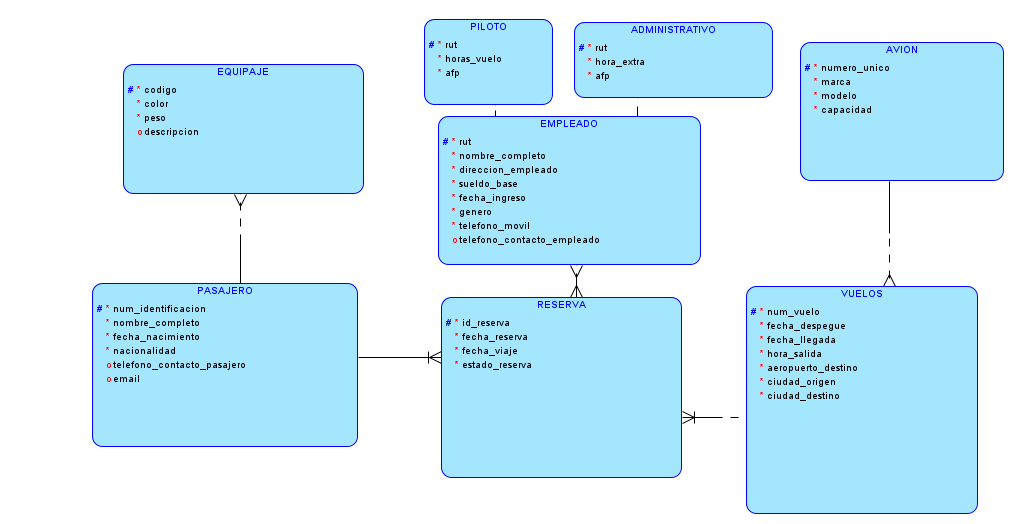 PILOTO
# * rut
* horas_vuelo
* afp
ADMINISTRATIVO
# * rut
* hora_extra
* afp
AVION
# * numero_unico
* marca
* modelo
* capacidad
EQUIPAJE
# * codigo
* color
* peso
o descripcion
EMPLEADO
# * rut
* nombre_completo
* direccion_empleado
* sueldo_base
* fecha_ingreso
* genero
* telefono_movil
o telefono_contacto_empleado
PASAJERO
# * num_identificacion
* nombre_completo
* fecha_nacimiento
* nacionalidad
o telefono_contacto_pasajero
o email
RESERVA
# * id_reserva
* fecha_reserva
* fecha_viaje
* estado_reserva
VUELOS
# * num_vuelo
* fecha_despegue
* fecha_llegada
* hora_salida
* aeropuerto_destino
* ciudad_origen
* ciudad_destino